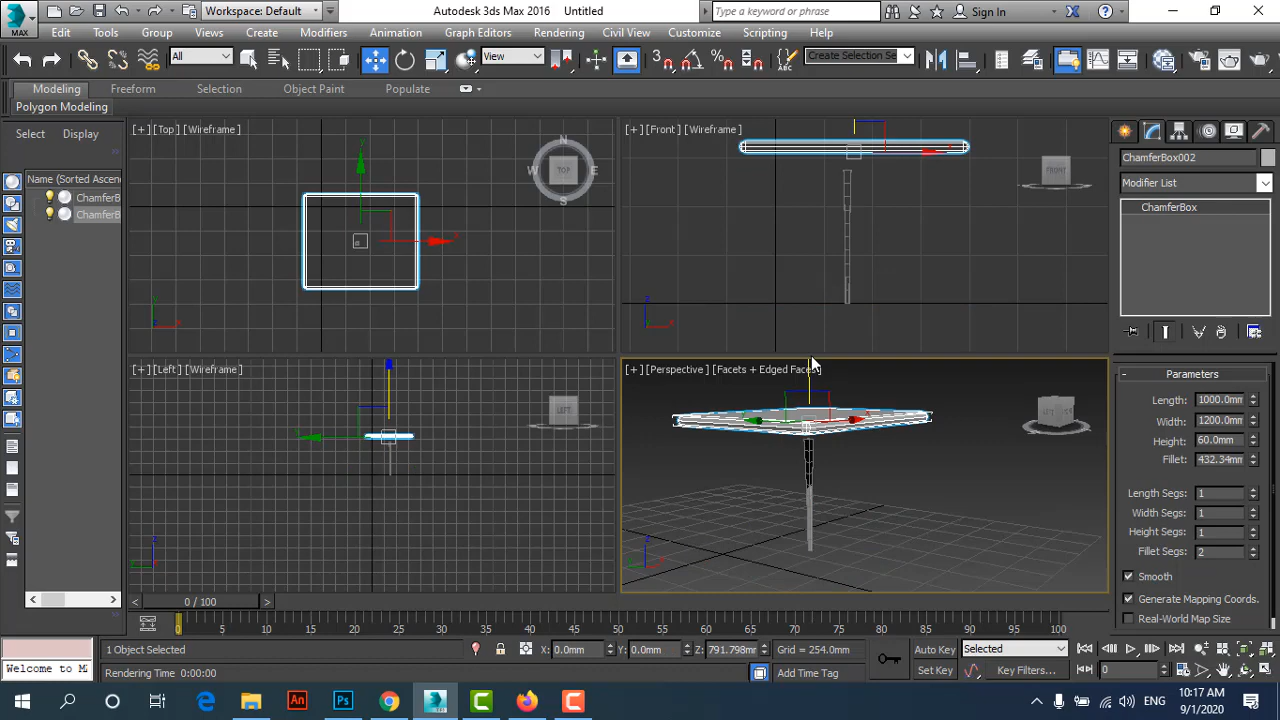 Workspace: Default
Autodesk 3ds Max 2016 Untitled
Type a keyword or phrase
Sign In
MAX
Edit Tools Group Views Create Modifiers Animation Graph Editors Rendering Civil View Customize Scripting Help
All
View
Create Selection Se
Modeling Freeform Selection Object Paint Populate
Polygon Modeling
Select Display
Name (Sorted Ascen
ChamferB
ChamferB
[+] [Top] [Wireframe]
N
W TOP E
S
[+] [Front] [Wireframe]
FRONT
[+] [Left] [Wireframe]
LEFT
[+] [Perspective] [Facets + Edged Faces]
ChamferBox002
Modifier List
ChamferBox
Parameters
Length: 1000.0mm
Width: 1200.0mm
Height: 60.0mm
Fillet: 432.34mm
Length Segs: 1
Width Segs: 1
Height Segs: 1
Fillet Segs: 2
Smooth
Generate Mapping Coords.
Real-World Map Size
0 / 100
0 5 10 15 20 25 30 35 40 45 50 55 60 65 70 75 80 85 90 95 100
1 Object Selected
X: 0.0mm Y: 0.0mm Z: 791.798mm Grid = 254.0mm
Auto Key Selected
Welcome to M
Rendering Time 0:00:00
Add Time Tag
Set Key Key Filters...
0
ENG
10:17 AM
9/1/2020